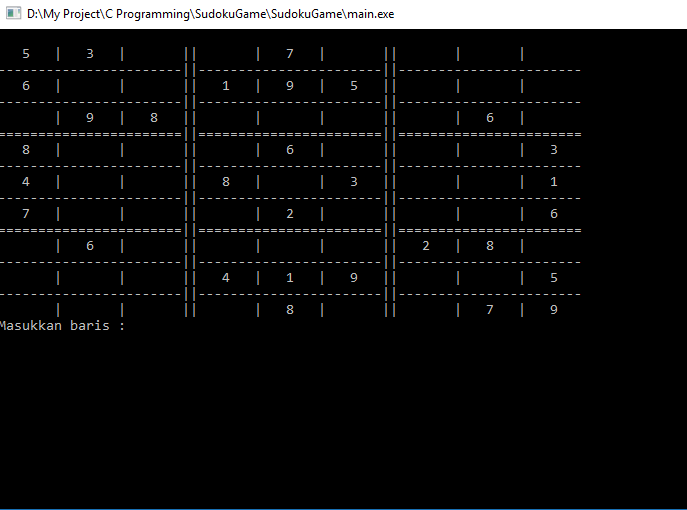 D:\My Project\C Programming\SudokuGame\SudokuGame\main.exe
   5   |   3   |       ||       |   7   |       ||       |       |
-----------------------||-----------------------||-----------------------
   6   |       |       ||   1   |   9   |   5   ||       |       |
-----------------------||-----------------------||-----------------------
       |   9   |   8   ||       |       |       ||       |   6   |
=======================||=======================||=======================
   8   |       |       ||       |   6   |       ||       |       |   3
-----------------------||-----------------------||-----------------------
   4   |       |       ||   8   |       |   3   ||       |       |   1
-----------------------||-----------------------||-----------------------
   7   |       |       ||       |   2   |       ||       |       |   6
=======================||=======================||=======================
       |   6   |       ||       |       |       ||   2   |   8   |
-----------------------||-----------------------||-----------------------
       |       |       ||   4   |   1   |   9   ||       |       |   5
-----------------------||-----------------------||-----------------------
       |       |       ||       |   8   |       ||       |   7   |   9
Masukkan baris :